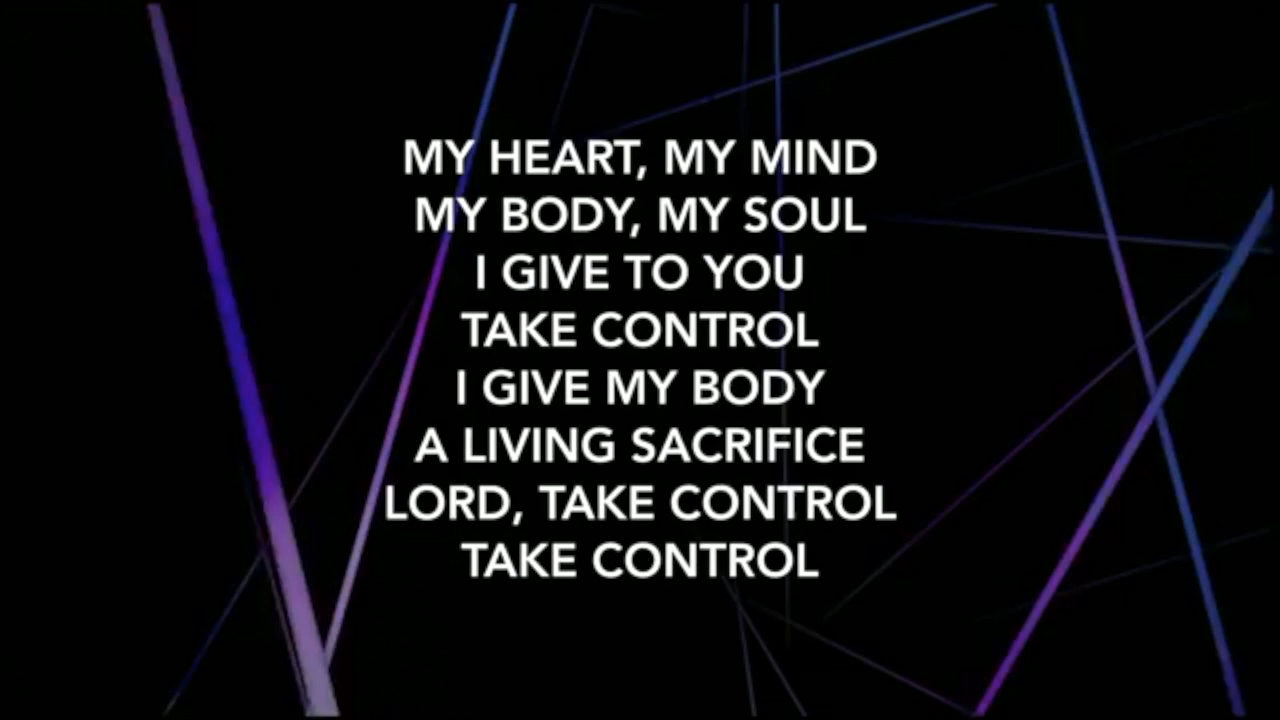 MY HEART, MY MIND
MY BODY, MY SOUL
I GIVE TO YOU
TAKE CONTROL
I GIVE MY BODY
A LIVING SACRIFICE
LORD, TAKE CONTROL
TAKE CONTROL